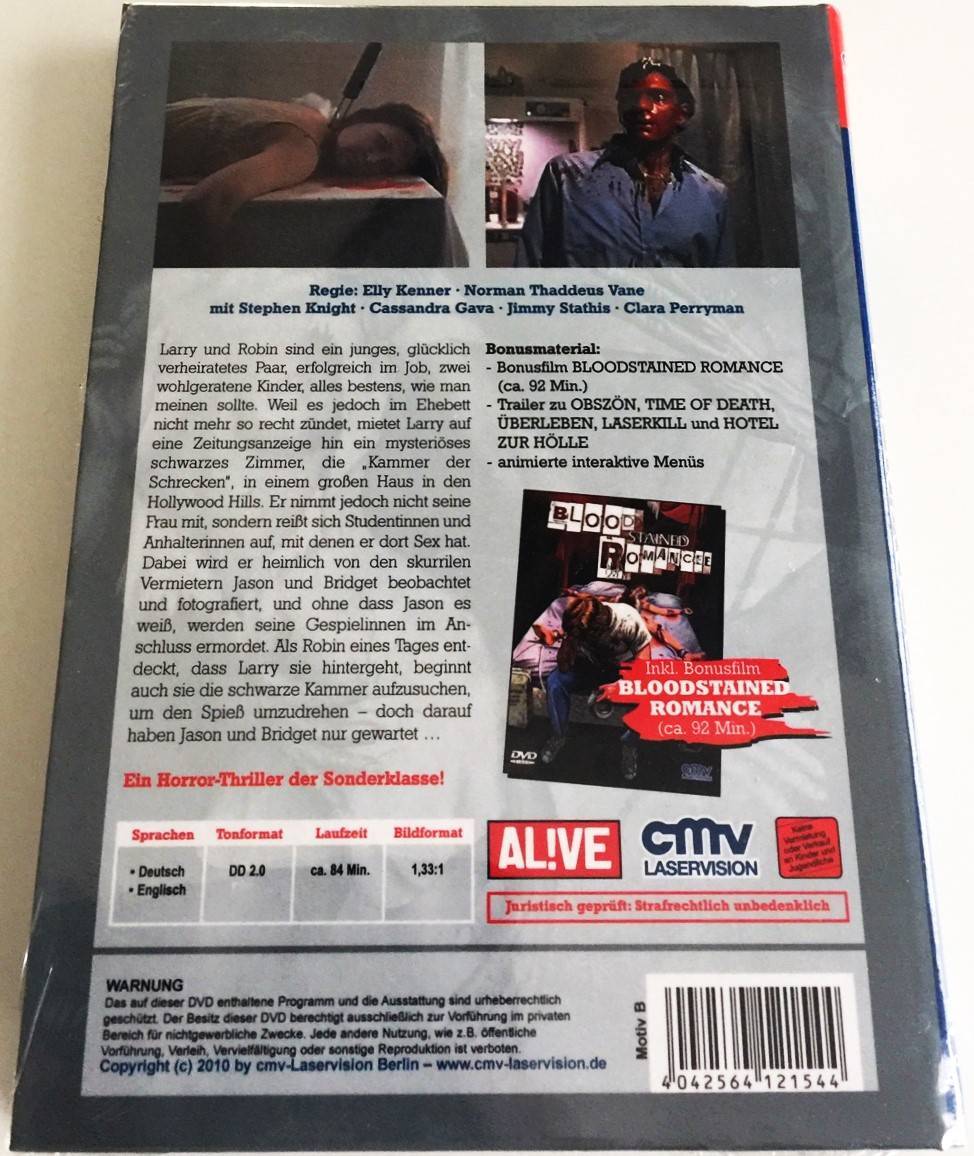 Regie: Elly Kenner · Norman Thaddeus Vane
mit Stephen Knight · Cassandra Gava · Jimmy Stathis · Clara Perryman
Larry und Robin sind ein junges, glücklich
verheiratetes Paar, erfolgreich im Job, zwei
wohlgeratene Kinder, alles bestens, wie man
meinen sollte. Weil es jedoch im Ehebett
nicht mehr so recht zündet, mietet Larry auf
eine Zeitungsanzeige hin ein mysteriöses
schwarzes Zimmer, die „Kammer der
Schrecken“, in einem großen Haus in den
Hollywood Hills. Er nimmt jedoch nicht seine
Frau mit, sondern reißt sich Studentinnen und
Anhalterinnen auf, mit denen er dort Sex hat.
Dabei wird er heimlich von den skurrilen
Vermietern Jason und Bridget beobachtet
und fotografiert, und ohne dass Jason es
weiß, werden seine Gespielinnen im An-
schluss ermordet. Als Robin eines Tages ent-
deckt, dass Larry sie hintergeht, beginnt
auch sie die schwarze Kammer aufzusuchen,
um den Spieß umzudrehen – doch darauf
haben Jason und Bridget nur gewartet ...
Ein Horror-Thriller der Sonderklasse!
Bonusmaterial:
- Bonusfilm BLOODSTAINED ROMANCE
(ca. 92 Min.)
- Trailer zu OBSZÖN, TIME OF DEATH,
ÜBERLEBEN, LASERKILL und HOTEL
ZUR HÖLLE
- animierte interaktive Menüs
BLOOD
STAINED
ROMANCE
Inkl. Bonusfilm
BLOODSTAINED
ROMANCE
(ca. 92 Min.)
DVD
cmv
Sprachen Tonformat Laufzeit Bildformat
• Deutsch DD 2.0 ca. 84 Min. 1,33:1
• Englisch
AL!VE
cmv
LASERVISION
Keine
Vermietung
oder Verkauf
an Kinder und
Jugendliche
Juristisch geprüft: Strafrechtlich unbedenklich
WARNUNG
Das auf dieser DVD enthaltene Programm und die Ausstattung sind urheberrechtlich
geschützt. Der Besitz dieser DVD berechtigt ausschließlich zur Vorführung im privaten
Bereich für nichtgewerbliche Zwecke. Jede andere Nutzung, wie z.B. öffentliche
Vorführung, Verleih, Vervielfältigung oder sonstige Reproduktion ist verboten.
Copyright (c) 2010 by cmv-Laservision Berlin – www.cmv-laservision.de
Motiv B
4 042564 121544